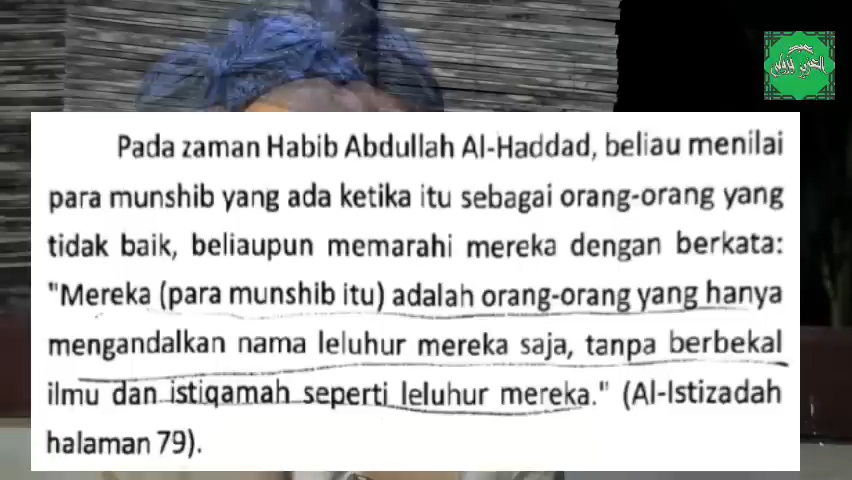 Pada zaman Habib Abdullah Al-Haddad, beliau menilai
para munshib yang ada ketika itu sebagai orang-orang yang
tidak baik, beliaupun memarahi mereka dengan berkata:
"Mereka (para munshib itu) adalah orang-orang yang hanya
mengandalkan nama leluhur mereka saja, tanpa berbekal
ilmu dan istiqamah seperti leluhur mereka." (Al-Istizadah
halaman 79).